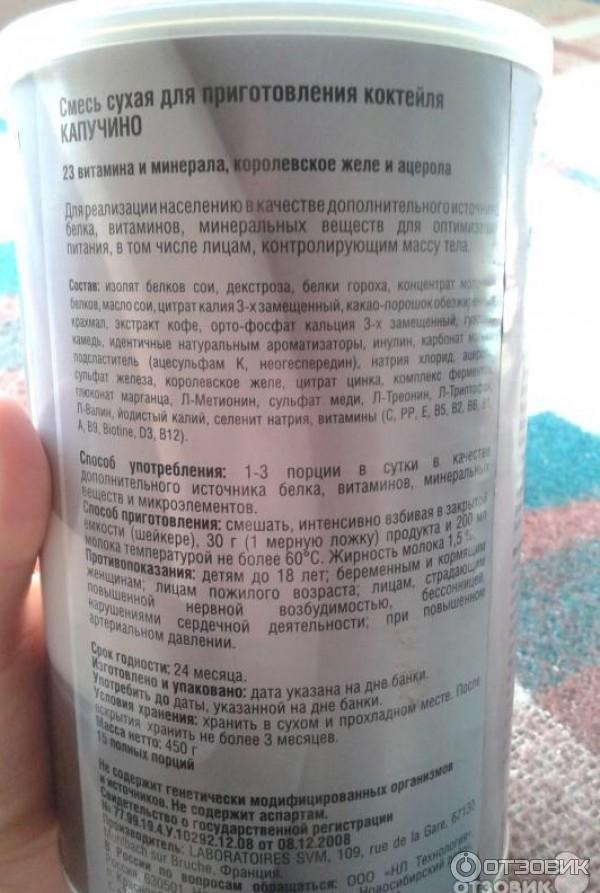 Смесь сухая для приготовления коктейля
КАПУЧИНО
23 витамина и минерала, королевское желе и ацерола
Для реализации населению в качестве дополнительного
белка, витаминов, минеральных веществ для
питания, в том числе лицам, контролирующим массу тела.
Состав: изолят белков сои, декстроза, белки гороха, концентрат
белков, масло сои, цитрат калия 3-х замещенный, какао-порошок
крахмал, экстракт кофе, орто-фосфат кальция 3-х замещенный,
камедь, идентичные натуральным ароматизаторы, инулин, карбонат
подсластитель (ацесульфам К, неогеспередин), натрия хлорид,
сульфат железа, королевское желе, цитрат цинка, комплекс
глюконат марганца, Л-Метионин, сульфат меди, Л-Треонин,
Л-Валин, йодистый калий, селенит натрия, витамины (С, РР, Е, В5, В2, В6, В1,
А, В9, Biotine, D3, В12).
Способ употребления: 1-3 порции в сутки в качестве
дополнительного источника белка, витаминов, минеральных
веществ и микроэлементов.
Способ приготовления: смешать, интенсивно взбивая в закрытой
емкости (шейкере), 30 г (1 мерную ложку) продукта и 200 мл
молока температурой не более 60°С. Жирность молока 1,5 %.
Противопоказания: детям до 18 лет; беременным и кормящим
женщинам; лицам пожилого возраста; лицам, страдающим
повышенной нервной возбудимостью, бессонницей,
нарушениями сердечной деятельности; при повышенном
артериальном давлении.
Срок годности: 24 месяца.
Изготовлено и упаковано: дата указана на дне банки.
Употребить до даты, указанной на дне банки.
Условия хранения: хранить в сухом и прохладном месте. После
вскрытия хранить не более 3 месяцев.
Масса нетто: 450 г
15 полных порций
Не содержит генетически модифицированных организмов
и источников. Не содержит аспартам.
Свидетельство о государственной регистрации
№ 77.99.19.4.У.10292.12.08 от 08.12.2008
Производитель: LABORATOIRES SVM, 109, rue de la Gare, 67130
Muhlbach sur Bruche, Франция.
В России по вопросам обращаться: ООО «НЛ
630501, Новосибирский
ОТЗОВИК
ОТЗОВИК